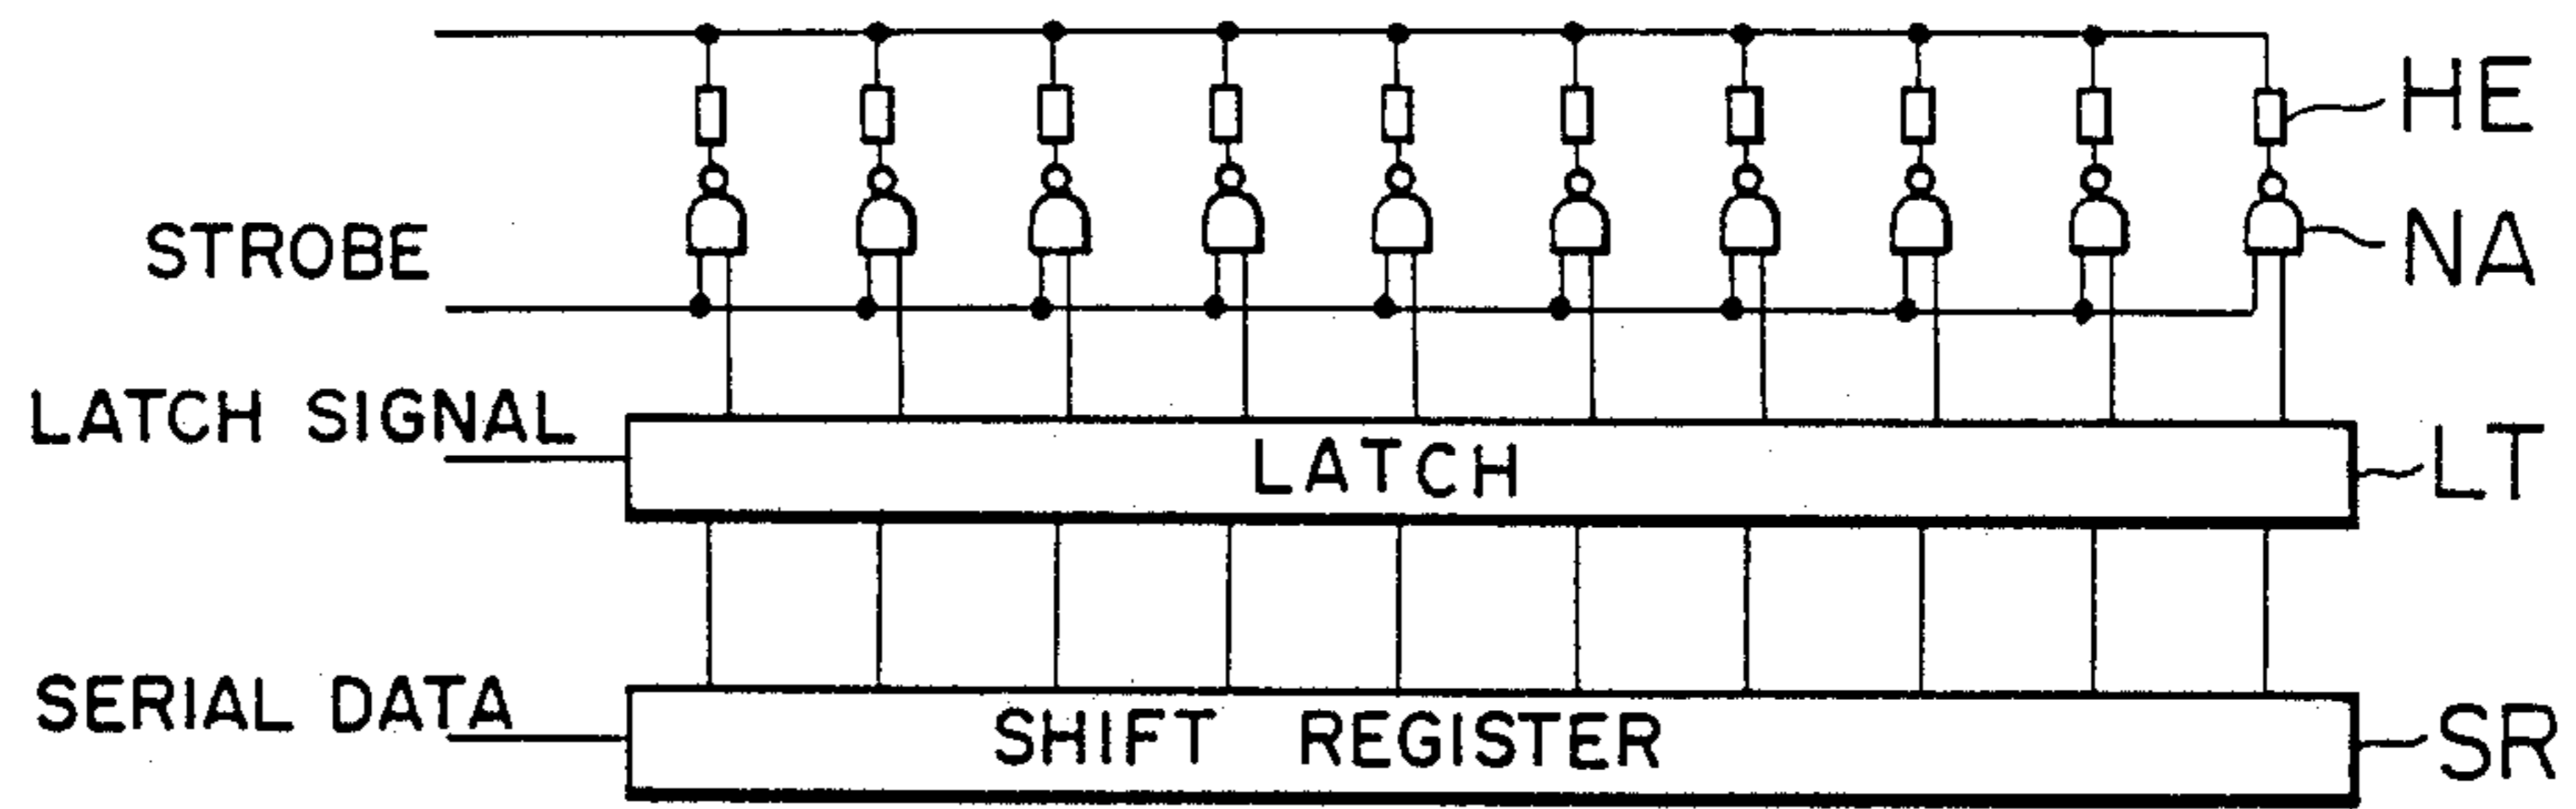 HE
STROBE
NA
LATCH SIGNAL
LATCH
LT
SERIAL DATA
SHIFT REGISTER
SR